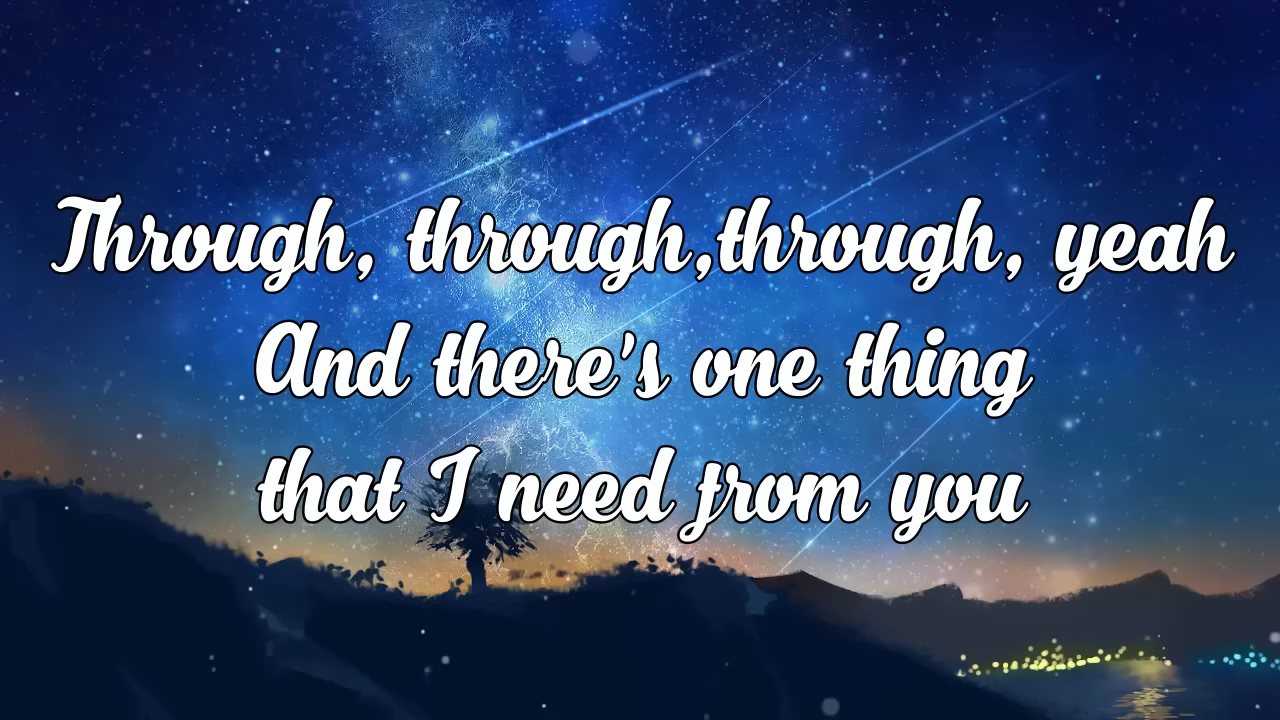 Through, through,through, yeah
And there's one thing
that I need from you